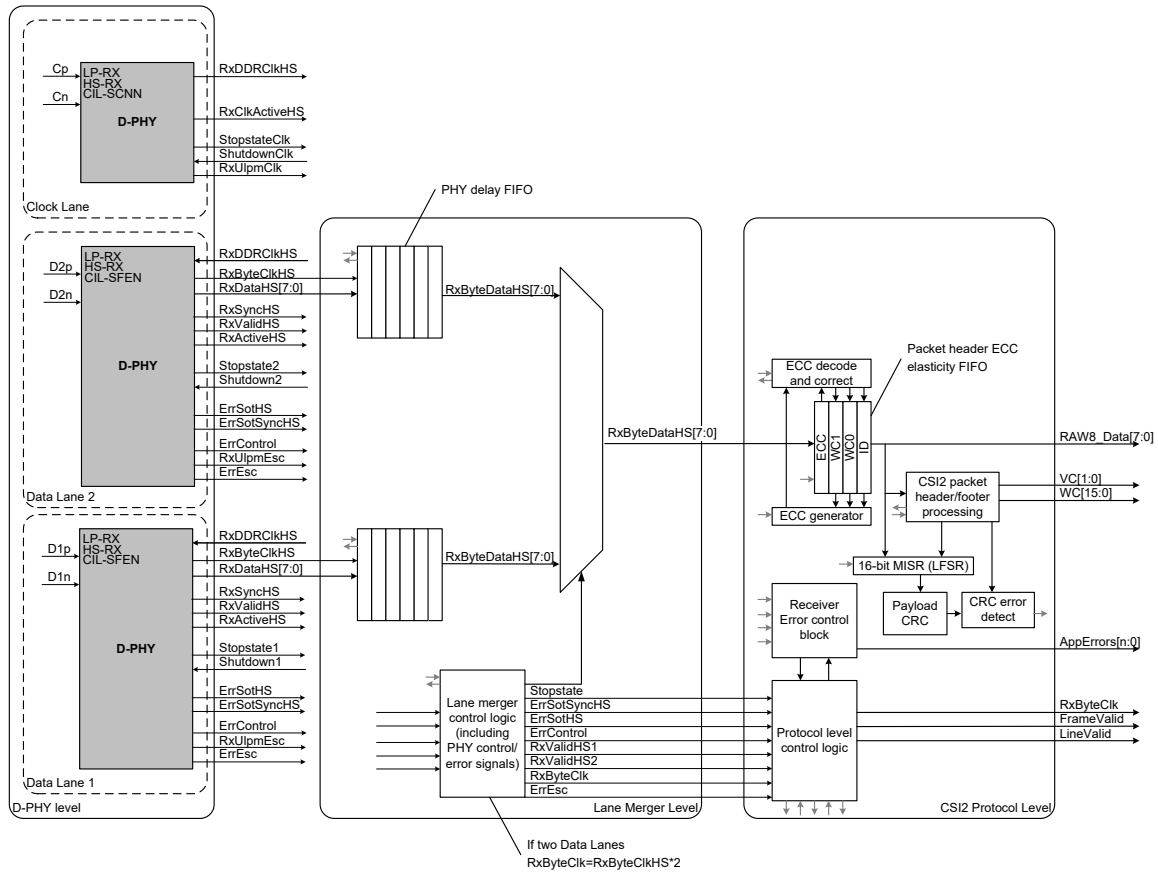 Cp
Cn
LP-RX
HS-RX
CIL-SCNN
D-PHY
RxDDRClkHS
RxClkActiveHS
StopstateClk
ShutdownClk
RxUlpmClk
Clock Lane
D2p
D2n
LP-RX
HS-RX
CIL-SFEN
D-PHY
RxDDRClkHS
RxByteClkHS
RxDataHS[7:0]
RxSyncHS
RxValidHS
RxActiveHS
Stopstate2
Shutdown2
ErrSotHS
ErrSotSyncHS
ErrControl
RxUlpmEsc
ErrEsc
Data Lane 2
D1p
D1n
LP-RX
HS-RX
CIL-SFEN
D-PHY
RxDDRClkHS
RxByteClkHS
RxDataHS[7:0]
RxSyncHS
RxValidHS
RxActiveHS
Stopstate1
Shutdown1
ErrSotHS
ErrSotSyncHS
ErrControl
RxUlpmEsc
ErrEsc
Data Lane 1
D-PHY level
PHY delay FIFO
RxByteDataHS[7:0]
RxByteDataHS[7:0]
RxByteDataHS[7:0]
Lane merger
control logic
(including
PHY control/
error signals)
Stopstate
ErrSotSyncHS
ErrSotHS
ErrControl
RxValidHS1
RxValidHS2
RxByteClk
ErrEsc
Lane Merger Level
If two Data Lanes
RxByteClk=RxByteClkHS*2
Packet header ECC
elasticity FIFO
ECC decode
and correct
ECC
WC1
WC0
ID
ECC generator
CSI2 packet
header/footer
processing
16-bit MISR (LFSR)
Payload
CRC
CRC error
detect
Receiver
Error control
block
Protocol level
control logic
RAW8_Data[7:0]
VC[1:0]
WC[15:0]
AppErrors[n:0]
RxByteClk
FrameValid
LineValid
CSI2 Protocol Level